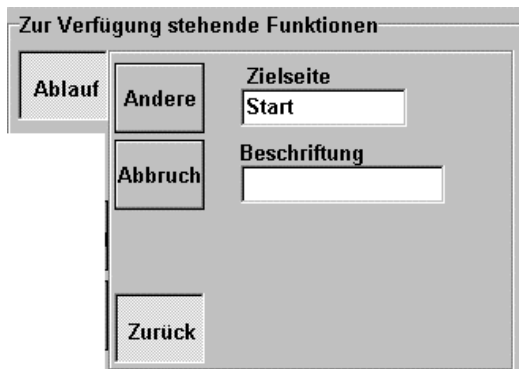 Zur Verfügung stehende Funktionen
Ablauf
Andere
Zielseite
Start
Abbruch
Beschriftung
Zurück